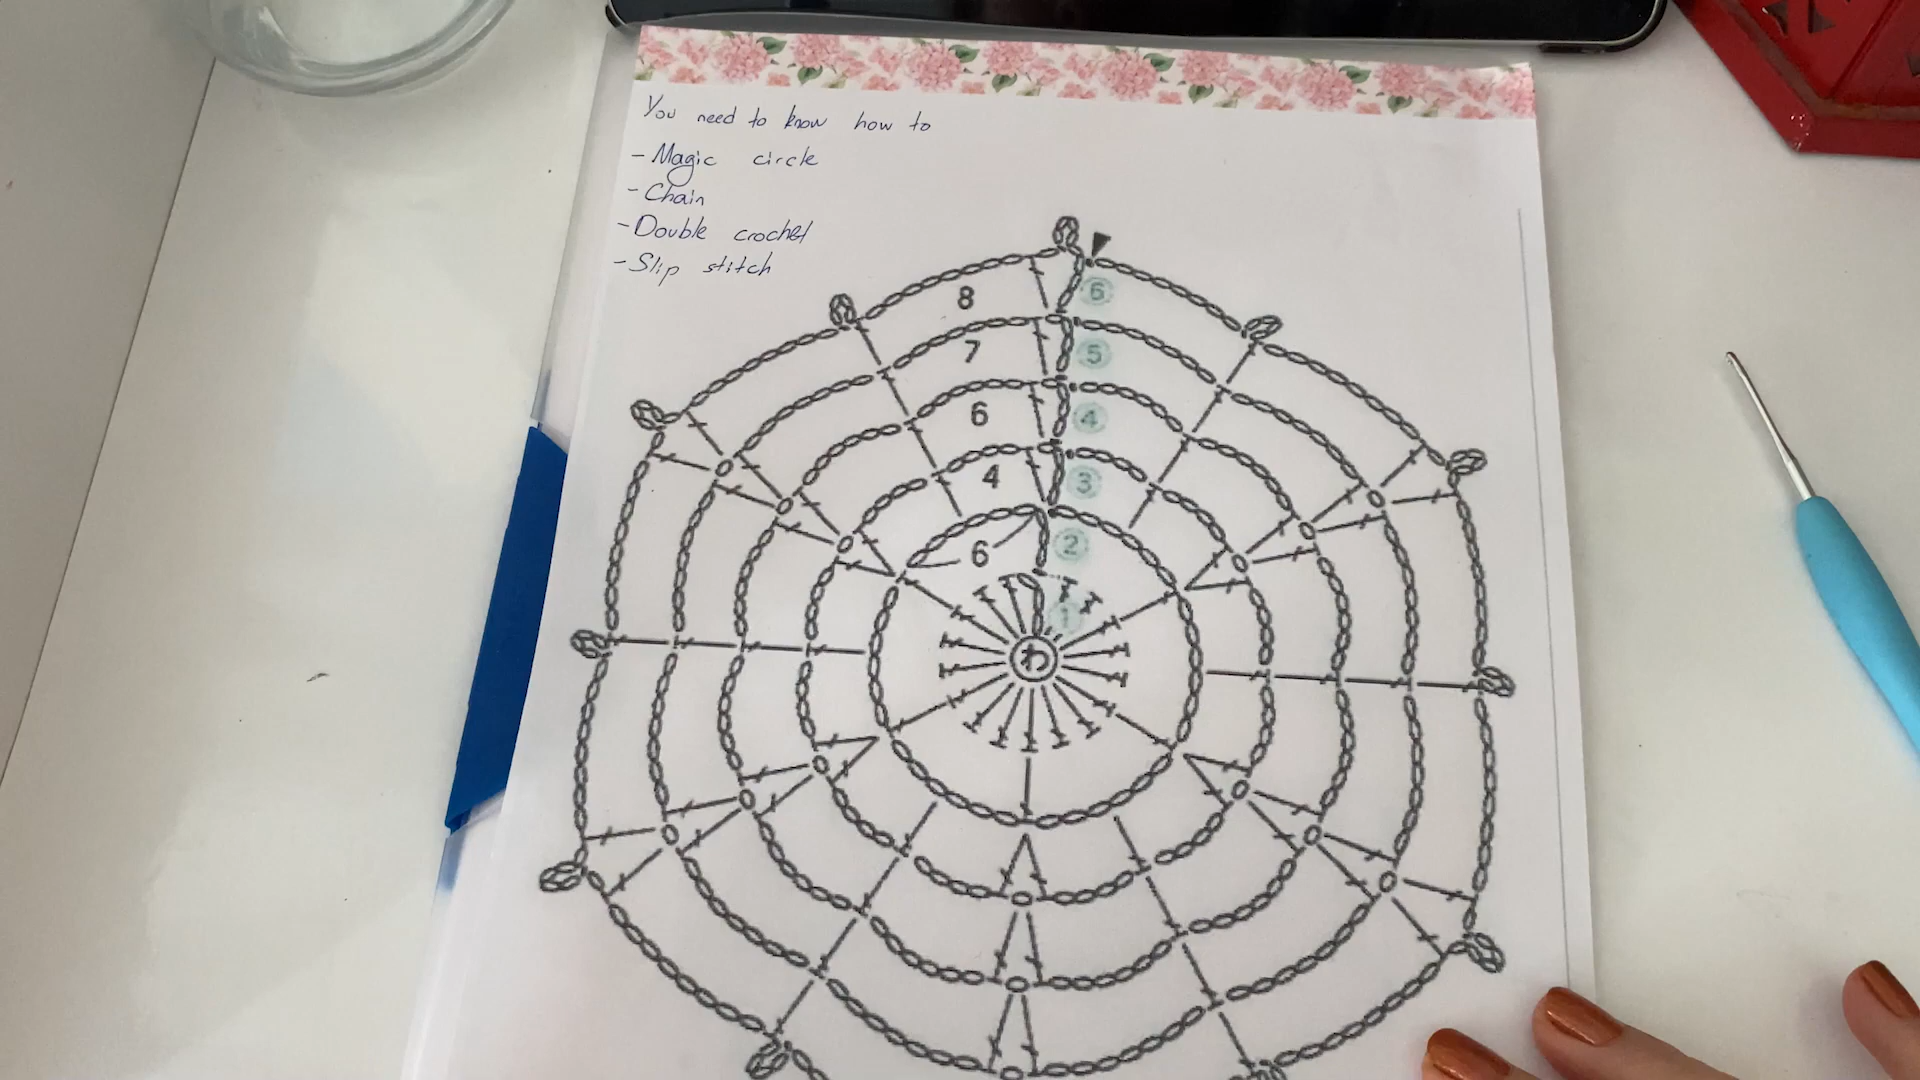 You need to know how to
- Magic circle
- Chain
- Double crochet
- Slip stitch
8
6
7
5
6
4
4
3
6
2
1
わ